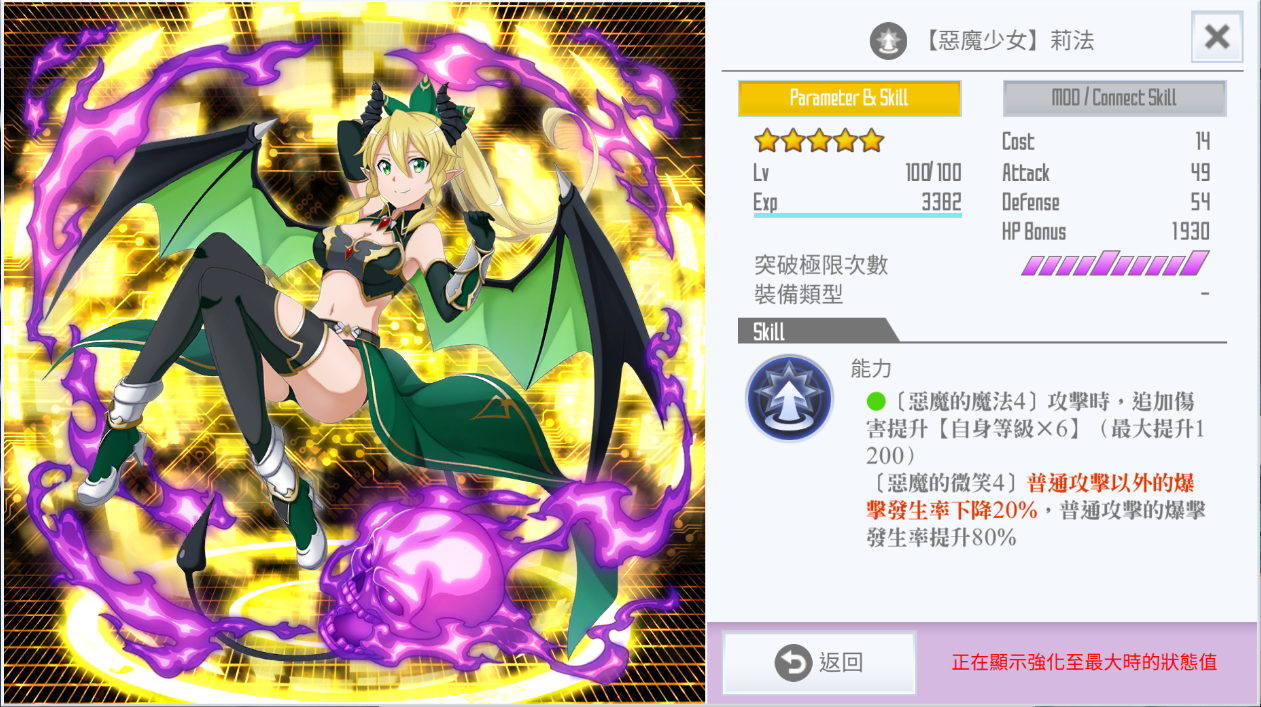 【惡魔少女】莉法
Parameter & Skill
MOD / Connect Skill
Lv 100/100
Exp 3382
Cost 14
Attack 49
Defense 54
HP Bonus 1930
突破極限次數
裝備類型 -
Skill
能力
〔惡魔的魔法4〕攻擊時，追加傷
害提升【自身等級×6】（最大提升1
200）
〔惡魔的微笑4〕普通攻擊以外的爆
擊發生率下降20%，普通攻擊的爆擊
發生率提升80%
返回
正在顯示強化至最大時的狀態值